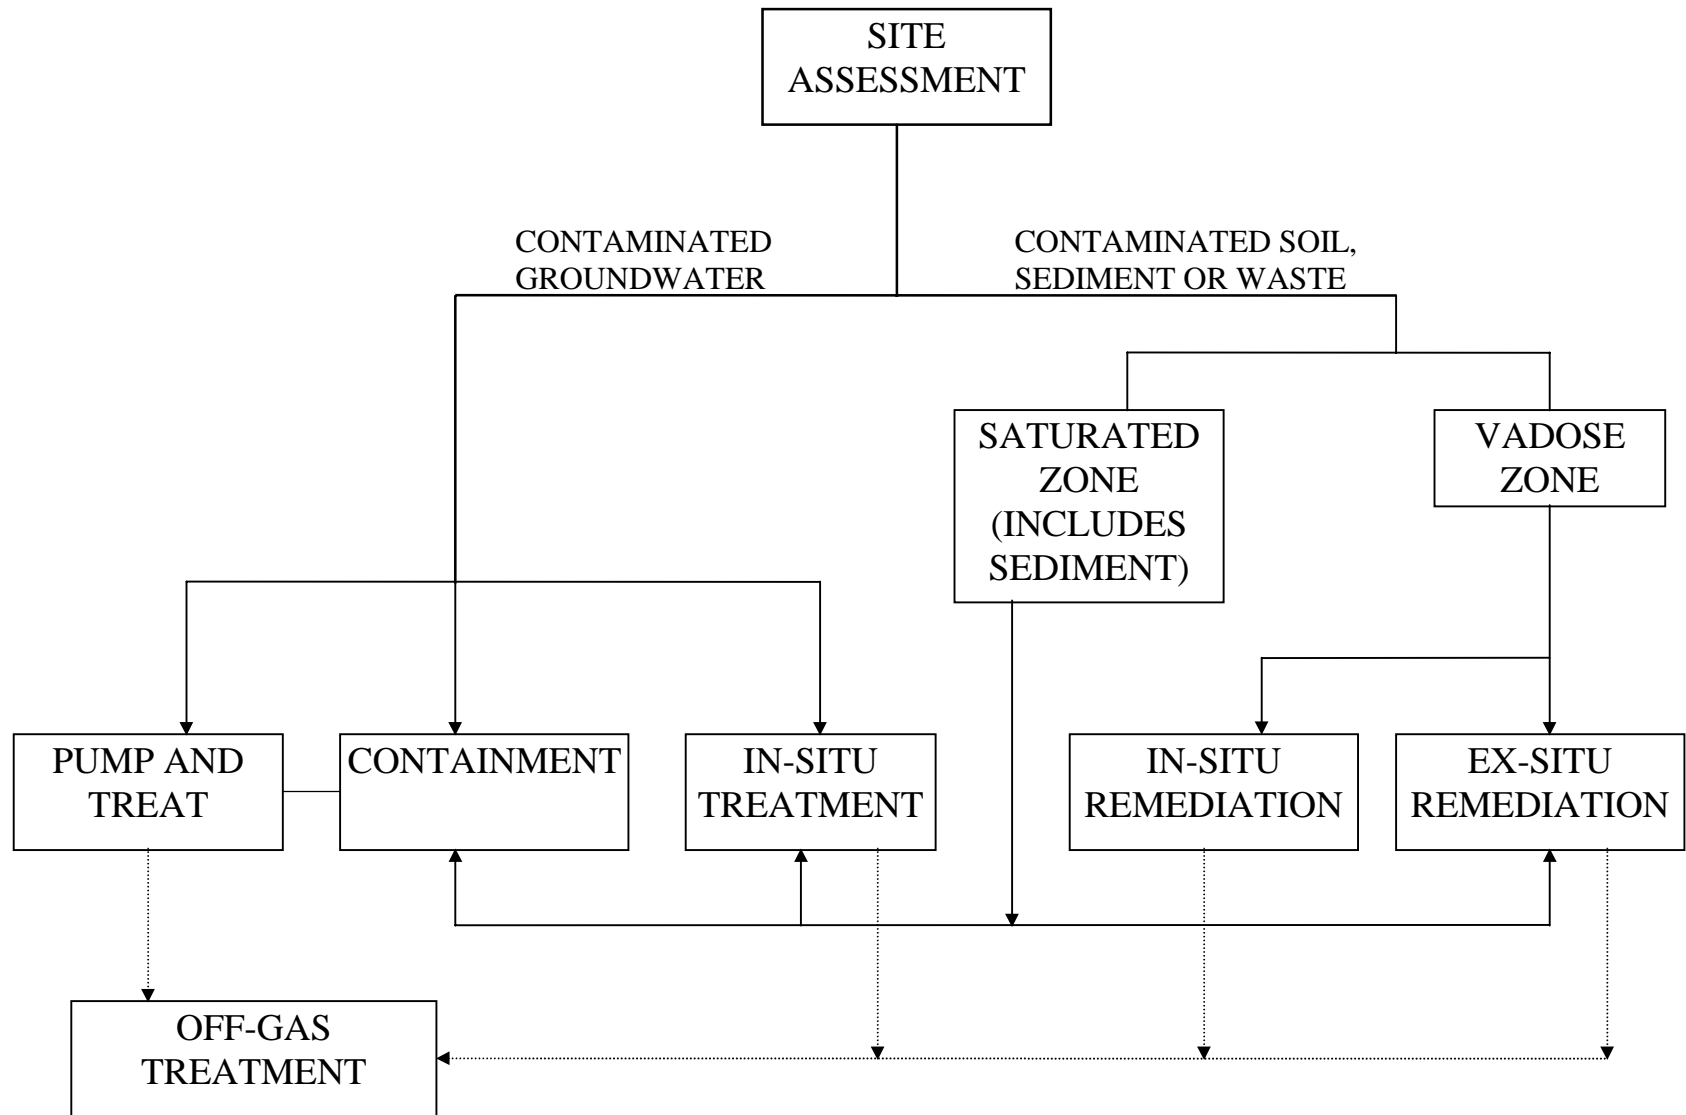 SITE
ASSESSMENT
CONTAMINATED
GROUNDWATER
CONTAMINATED SOIL,
SEDIMENT OR WASTE
SATURATED
ZONE
(INCLUDES
SEDIMENT)
VADOSE
ZONE
PUMP AND
TREAT
CONTAINMENT
IN-SITU
TREATMENT
IN-SITU
REMEDIATION
EX-SITU
REMEDIATION
OFF-GAS
TREATMENT